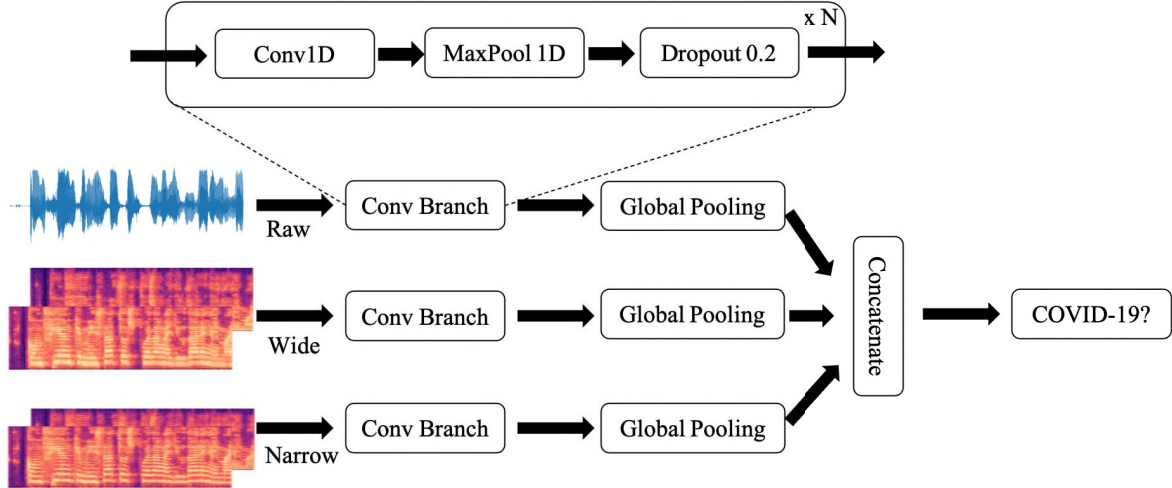 x N
Conv1D
MaxPool 1D
Dropout 0.2
Raw
Conv Branch
Global Pooling
Wide
Conv Branch
Global Pooling
Concatenate
COVID-19?
Narrow
Conv Branch
Global Pooling